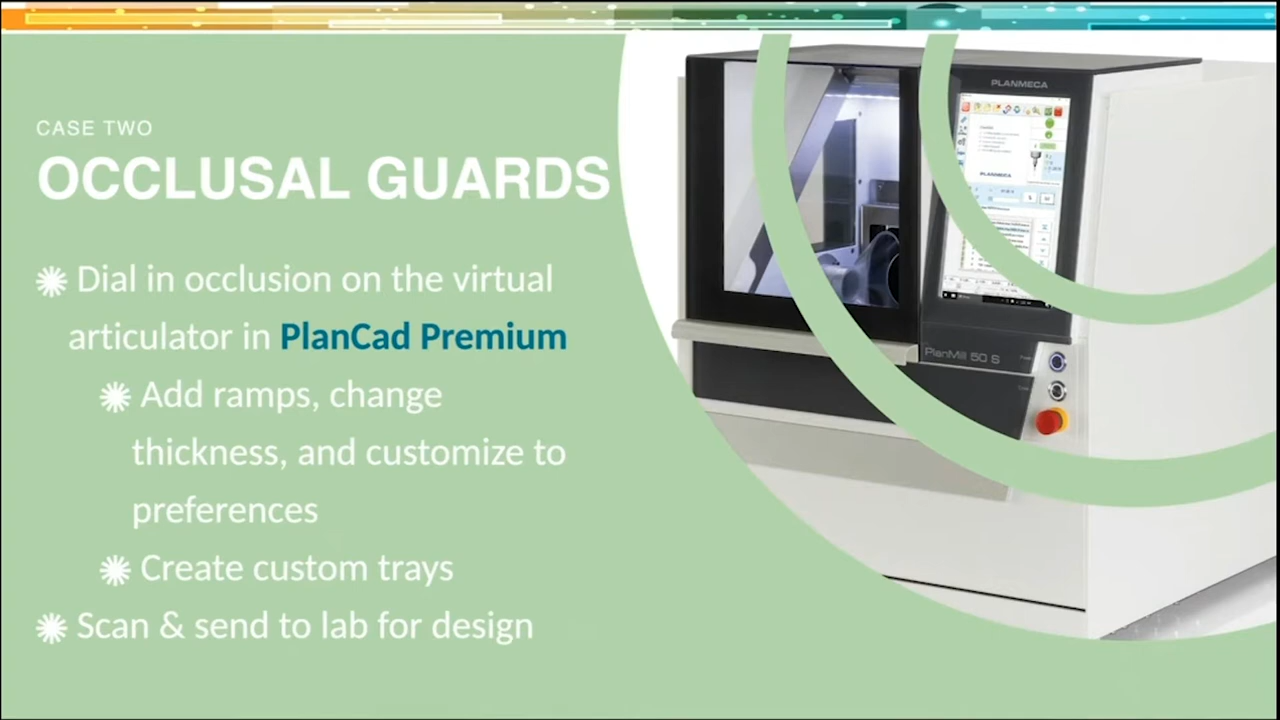 CASE TWO
OCCLUSAL GUARDS
Dial in occlusion on the virtual
articulator in PlanCad Premium
Add ramps, change
thickness, and customize to
preferences
Create custom trays
Scan & send to lab for design
PLANMECA
PLANMECA
PlanMill 50 S